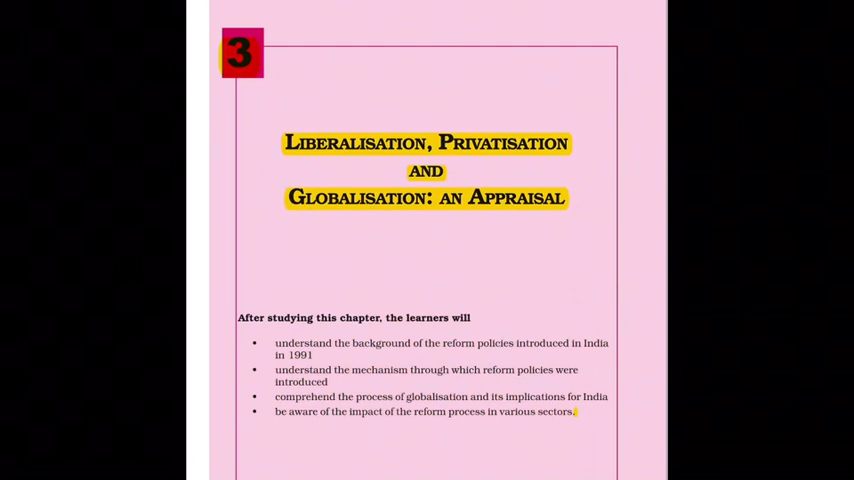 3
LIBERALISATION, PRIVATISATION
AND
GLOBALISATION: AN APPRAISAL
After studying this chapter, the learners will
• understand the background of the reform policies introduced in India
in 1991
• understand the mechanism through which reform policies were
introduced
• comprehend the process of globalisation and its implications for India
• be aware of the impact of the reform process in various sectors.